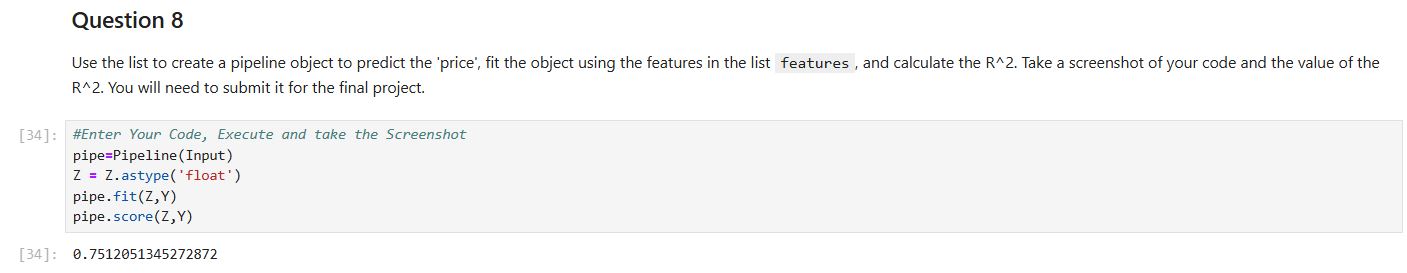 Question 8
Use the list to create a pipeline object to predict the 'price', fit the object using the features in the list features , and calculate the R^2. Take a screenshot of your code and the value of the
R^2. You will need to submit it for the final project.
[34]: #Enter Your Code, Execute and take the Screenshot
pipe=Pipeline(Input)
Z = Z.astype('float')
pipe.fit(Z,Y)
pipe.score(Z,Y)
[34]: 0.7512051345272872